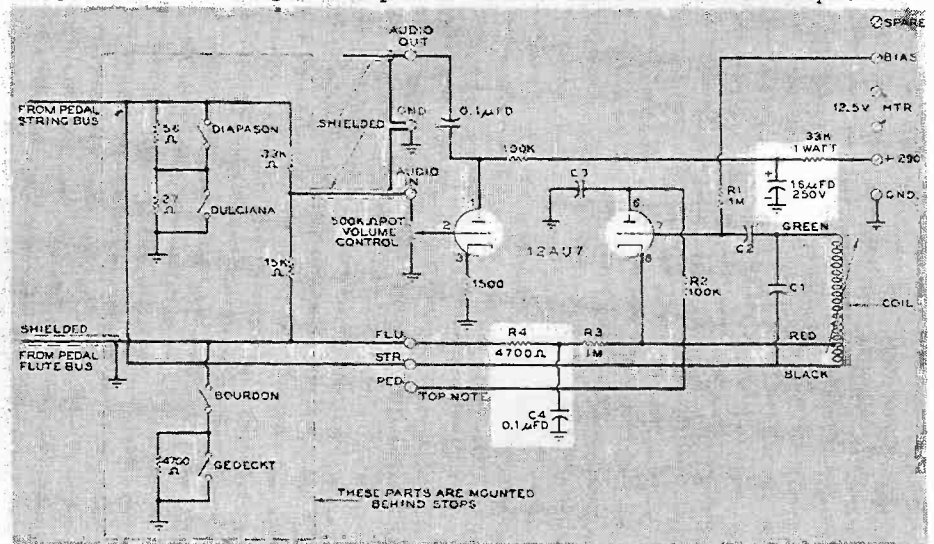 AUDIO OUT
SPARE
BIAS
12.5V HTR
FROM PEDAL STRING BUS
56 Ω
DIAPASON
27 Ω
DULCIANA
33K Ω
15K Ω
SHIELDED
GND
0.1µFD
AUDIO IN
500KΩ POT VOLUME CONTROL
100K
33K 1 WATT
+ 290
16µFD 250V
GND.
C3
1
2
3
6
7
8
12AU7
1500
R1 1M
R2 100K
GREEN
C2
C1
COIL
RED
BLACK
SHIELDED
FROM PEDAL FLUTE BUS
FLU
STR
PED
TOP NOTE
R4 4700Ω
R3 1M
C4 0.1µFD
BOURDON
4700 Ω
GEDECKT
THESE PARTS ARE MOUNTED BEHIND STOPS